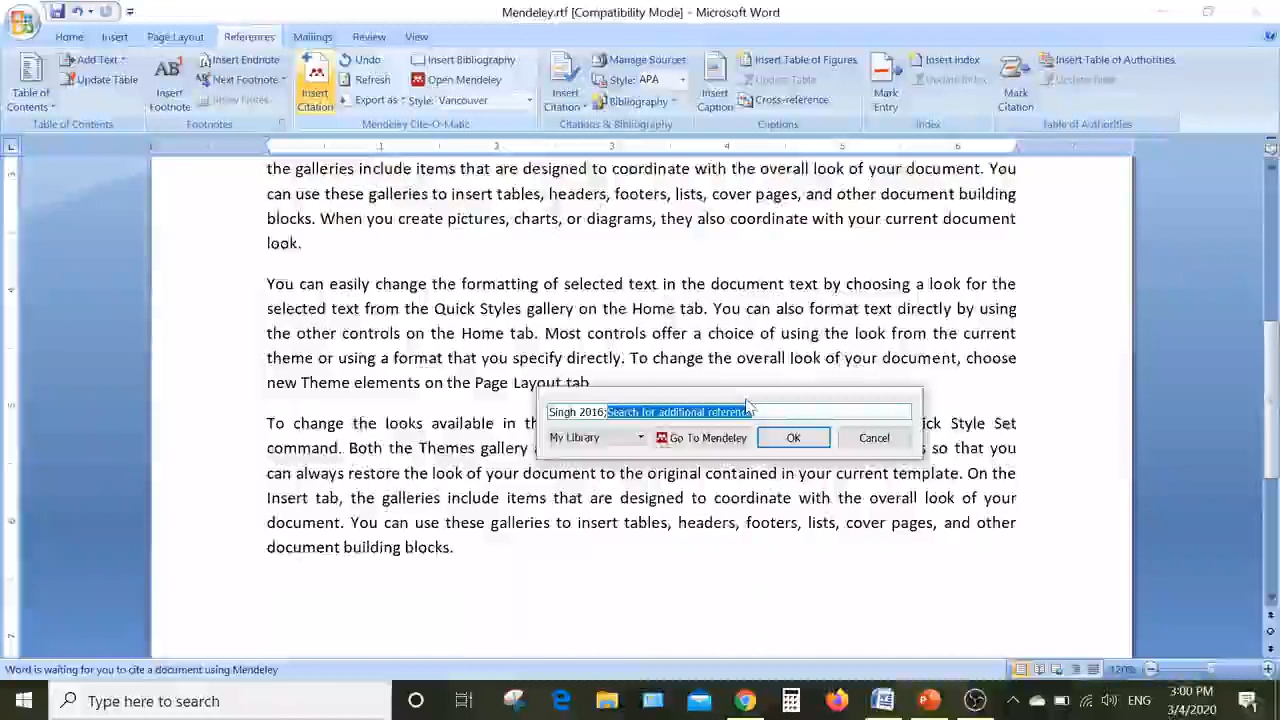 Mendeley.rtf [Compatibility Mode] - Microsoft Word
Home Insert Page Layout References Mailings Review View
Table of Contents
Add Text
Update Table
Table of Contents
AB¹
Insert Footnote
Insert Endnote
Next Footnote
Show Notes
Footnotes
Insert Citation
Undo
Refresh
Export as
Insert Bibliography
Open Mendeley
Style: Vancouver
Mendeley Cite-O-Matic
Insert Citation
Manage Sources
Style: APA
Bibliography
Citations & Bibliography
Insert Caption
Insert Table of Figures
Update Table
Cross-reference
Captions
Mark Entry
Insert Index
Update Index
Index
Mark Citation
Insert Table of Authorities
Update Table
Table of Authorities
1 2 3 4 5 6 7
the galleries include items that are designed to coordinate with the overall look of your document. You
can use these galleries to insert tables, headers, footers, lists, cover pages, and other document building
blocks. When you create pictures, charts, or diagrams, they also coordinate with your current document
look.
You can easily change the formatting of selected text in the document text by choosing a look for the
selected text from the Quick Styles gallery on the Home tab. You can also format text directly by using
the other controls on the Home tab. Most controls offer a choice of using the look from the current
theme or using a format that you specify directly. To change the overall look of your document, choose
new Theme elements on the Page Layout tab
Singh 2016;Search for additional referenc
My Library Go To Mendeley OK Cancel
To change the looks available in th ick Style Set
command. Both the Themes gallery s so that you
can always restore the look of your document to the original contained in your current template. On the
Insert tab, the galleries include items that are designed to coordinate with the overall look of your
document. You can use these galleries to insert tables, headers, footers, lists, cover pages, and other
document building blocks.
Word is waiting for you to cite a document using Mendeley
120%
Type here to search
ENG
3:00 PM
3/4/2020